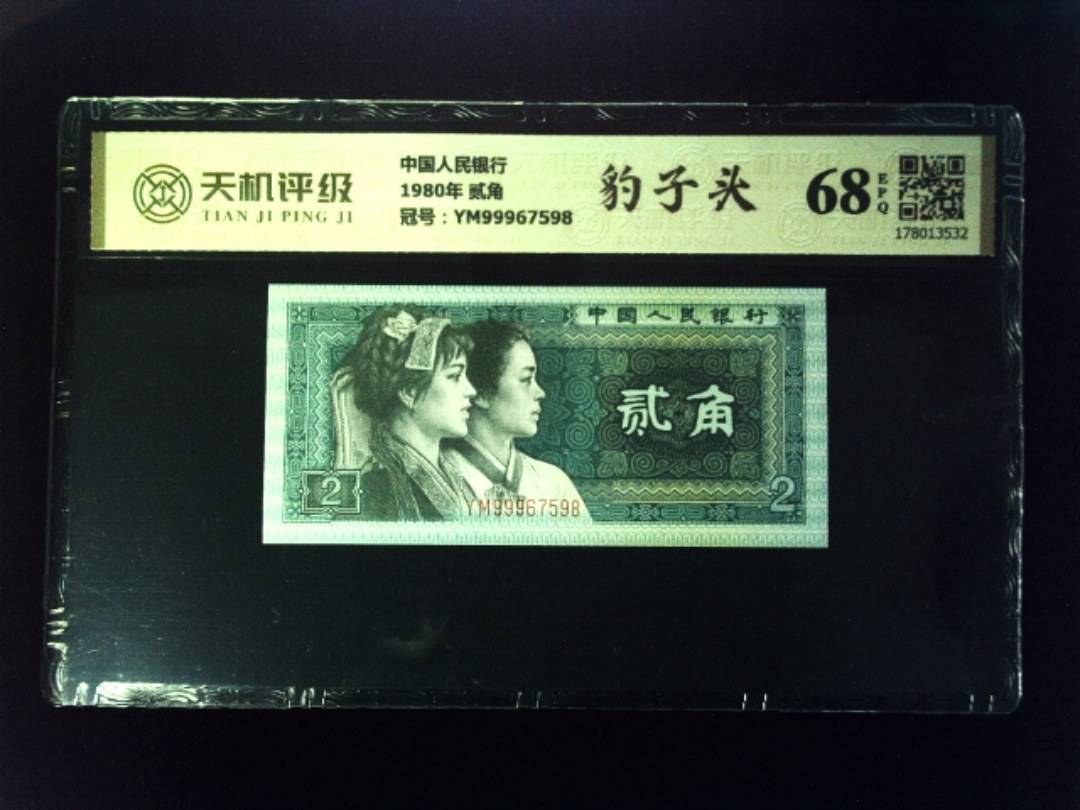 天机评级
TIAN JI PING JI
中国人民银行
1980年 贰角
冠号：YM99967598
豹子头
68
EPQ
178013532
中国人民银行
贰角
2
2
YM99967598